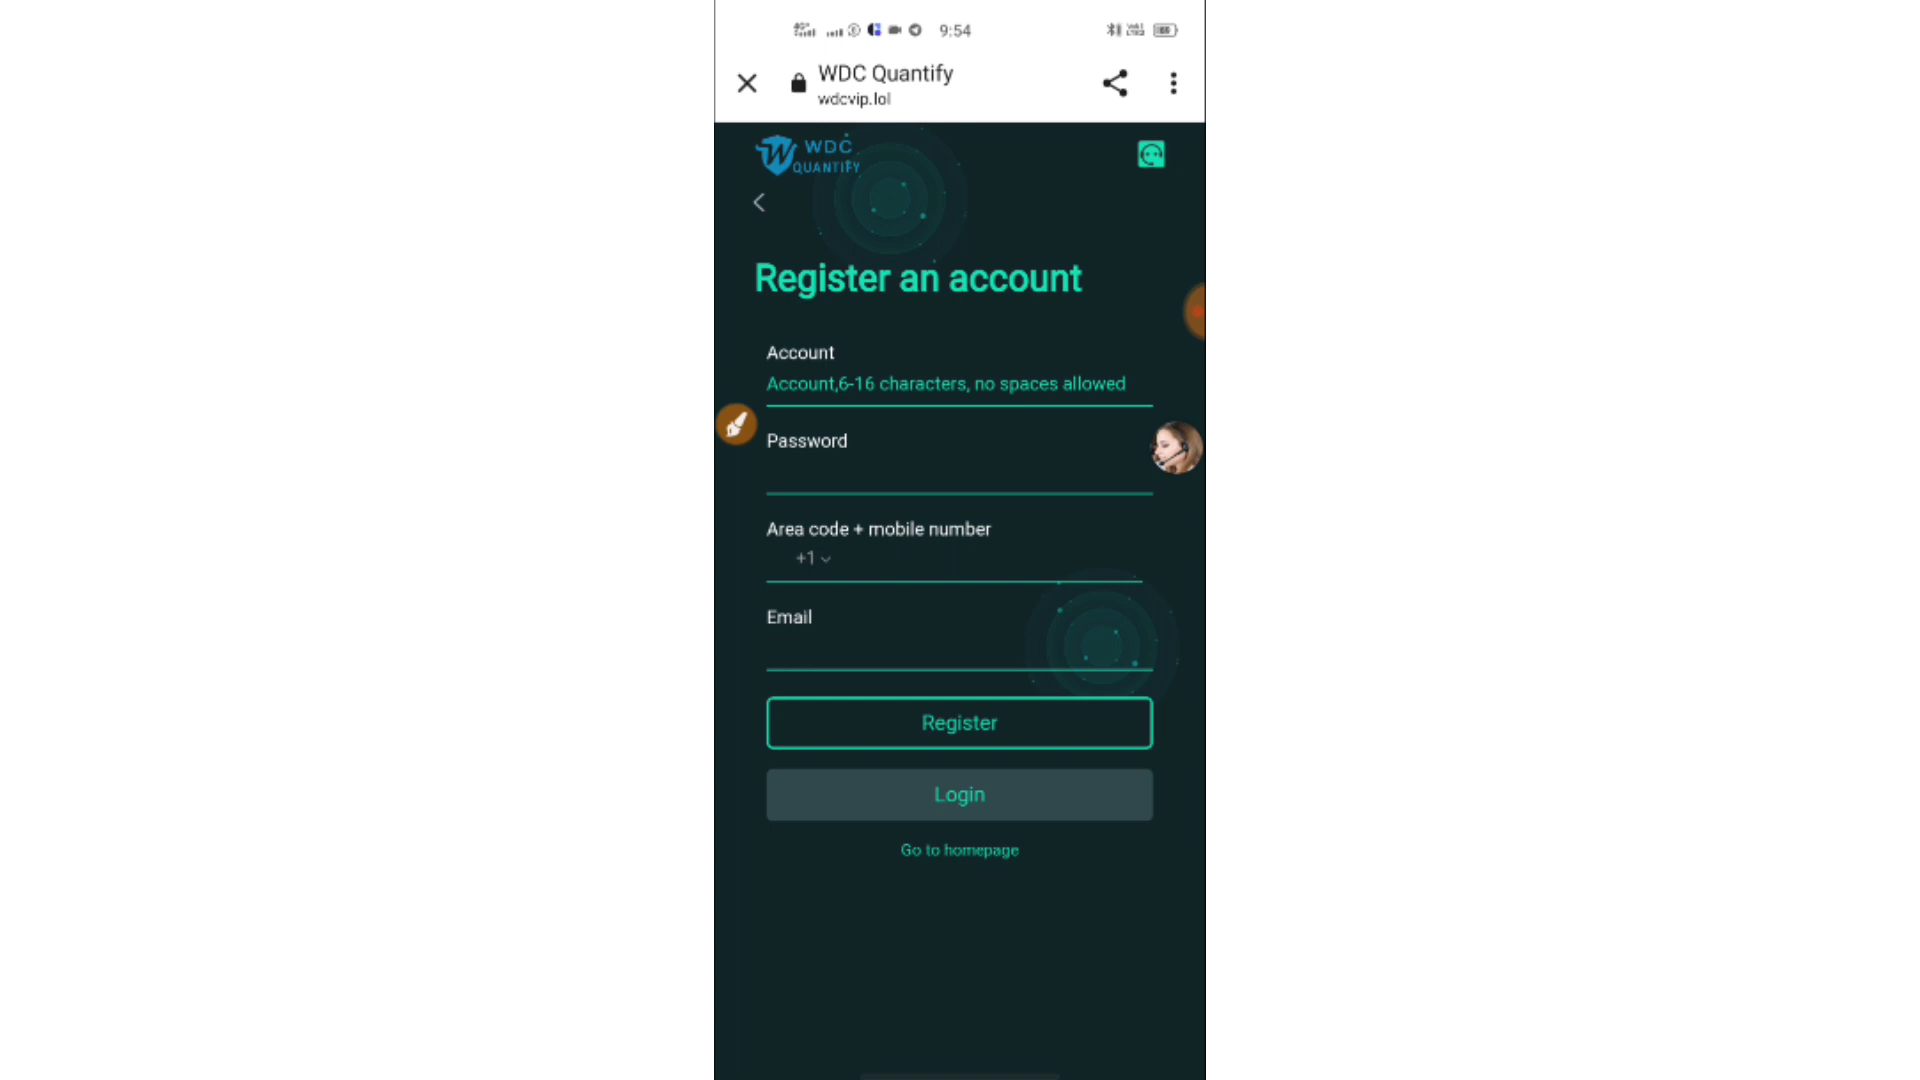 9:54
WDC Quantify
wdcvip.lol
WDC
QUANTIFY
Register an account
Account
Account,6-16 characters, no spaces allowed
Password
Area code + mobile number
+1
Email
Register
Login
Go to homepage